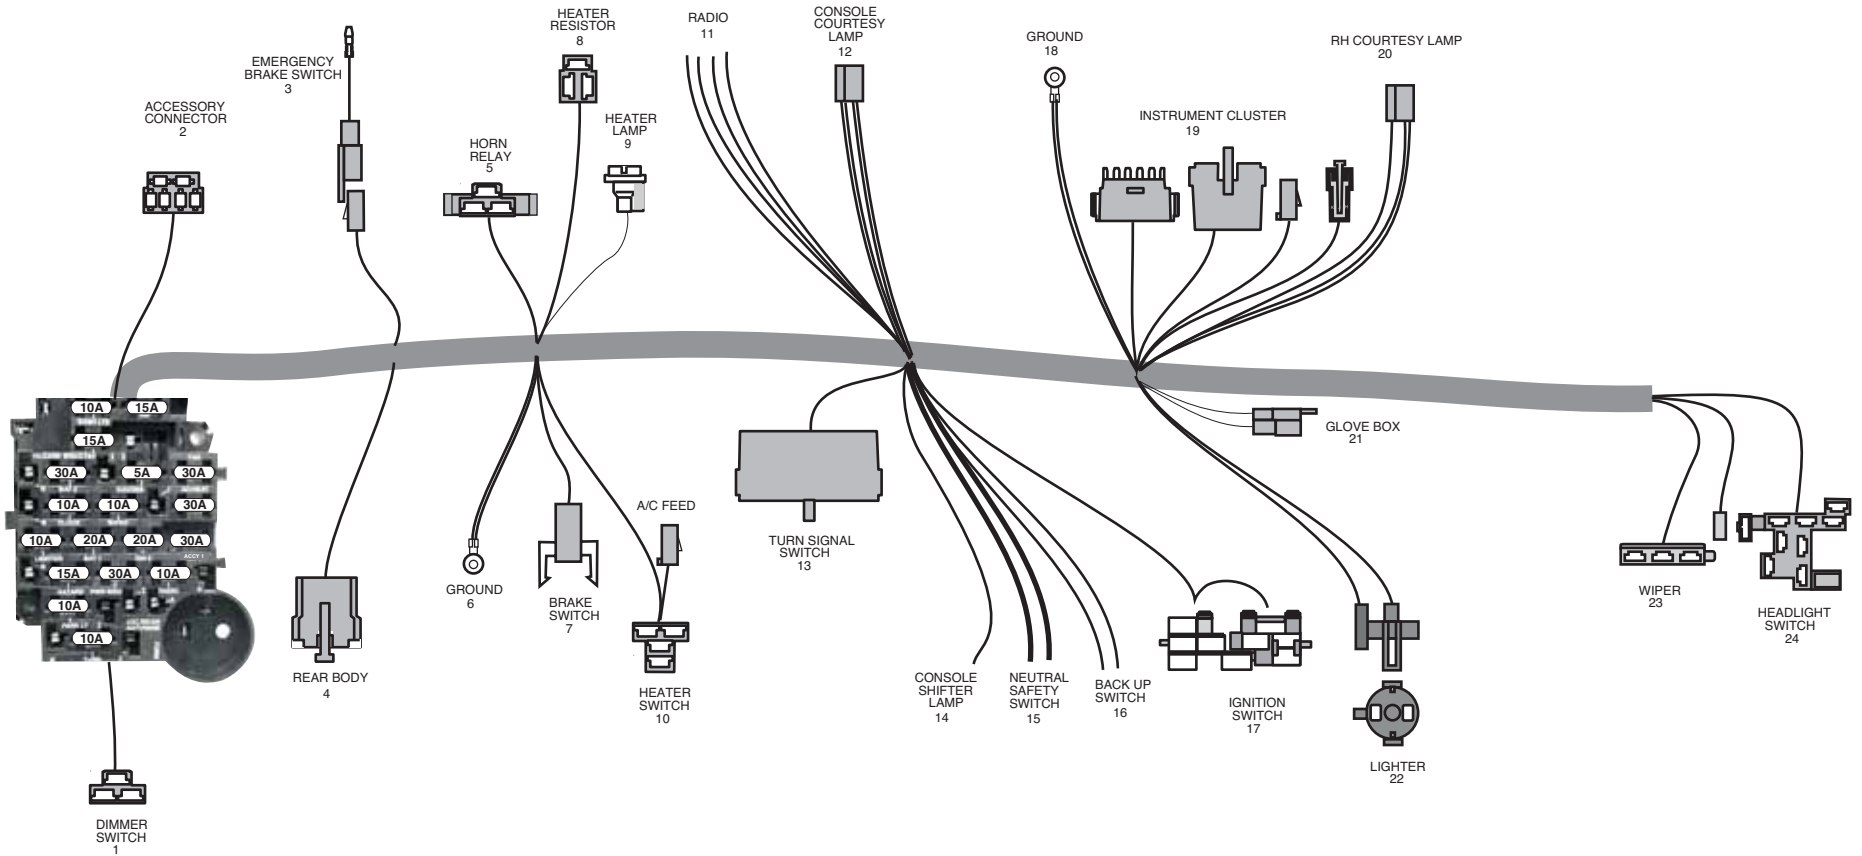 HEATER
RESISTOR
8
RADIO
11
CONSOLE
COURTESY
LAMP
12
GROUND
18
RH COURTESY LAMP
20
EMERGENCY
BRAKE SWITCH
3
ACCESSORY
CONNECTOR
2
HORN
RELAY
5
HEATER
LAMP
9
INSTRUMENT CLUSTER
19
10A 15A
15A
30A 5A 30A
10A 10A 30A
10A 20A 20A 30A
ACCY 1
15A 30A 10A
10A
10A
GLOVE BOX
21
A/C FEED
TURN SIGNAL
SWITCH
13
GROUND
6
BRAKE
SWITCH
7
REAR BODY
4
HEATER
SWITCH
10
CONSOLE
SHIFTER
LAMP
14
NEUTRAL
SAFETY
SWITCH
15
BACK UP
SWITCH
16
IGNITION
SWITCH
17
LIGHTER
22
WIPER
23
HEADLIGHT
SWITCH
24
DIMMER
SWITCH
1